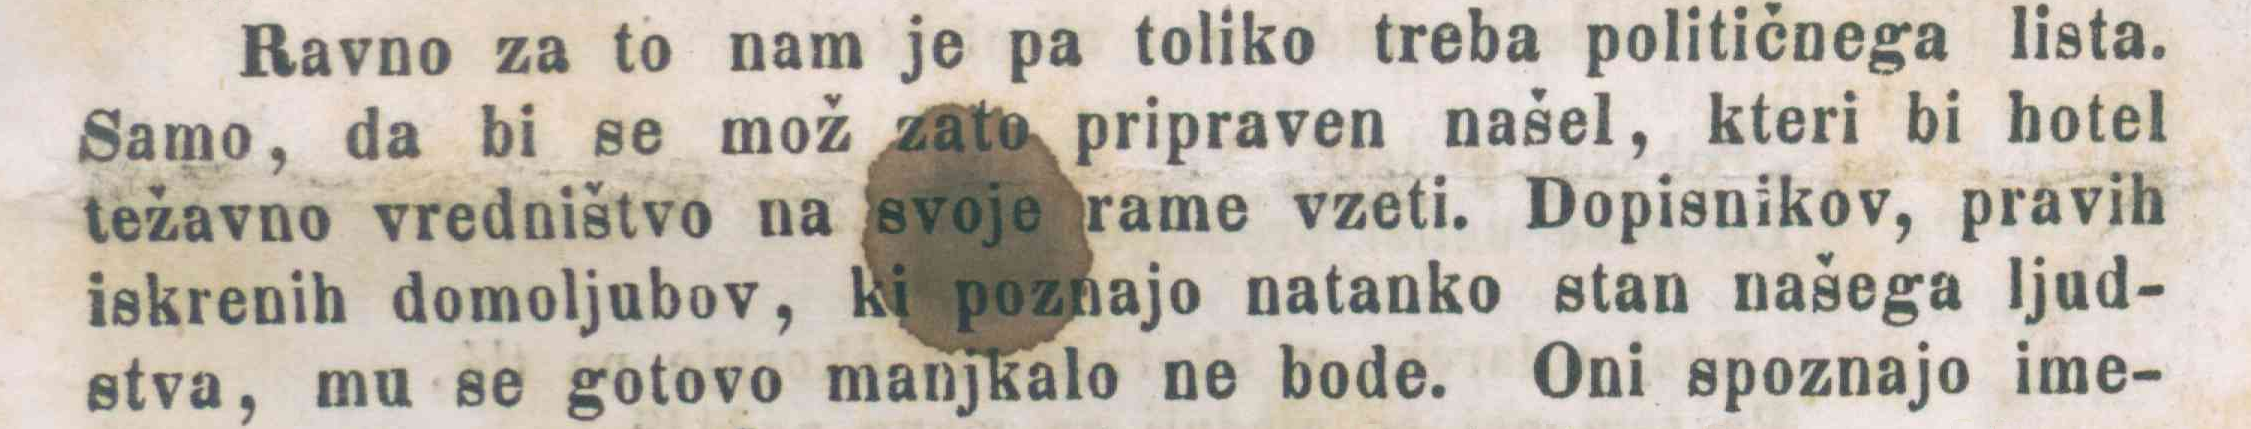 Ravno za to nam je pa toliko treba političnega lista.
Samo, da bi se mož zato pripraven našel, kteri bi hotel
težavno vredništvo na svoje rame vzeti. Dopisnikov, pravih
iskrenih domoljubov, ki poznajo natanko stan našega ljud-
stva, mu se gotovo manjkalo ne bode. Oni spoznajo ime-